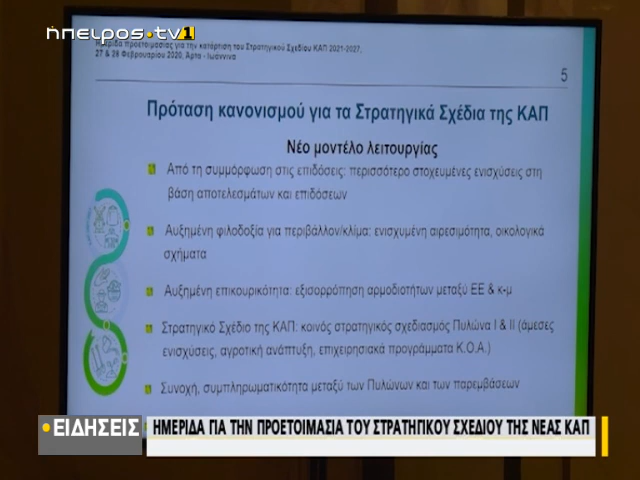 ηπειρος.tv1
Ημερίδα προετοιμασίας για την κατάρτιση του Στρατηγικού Σχεδίου ΚΑΠ 2021-2027,
27 & 28 Φεβρουαρίου 2020, Άρτα - Ιωάννινα
5
Πρόταση κανονισμού για τα Στρατηγικά Σχέδια της ΚΑΠ
Νέο μοντέλο λειτουργίας
Από τη συμμόρφωση στις επιδόσεις: περισσότερο στοχευμένες ενισχύσεις στη
βάση αποτελεσμάτων και επιδόσεων
Αυξημένη φιλοδοξία για περιβάλλον/κλίμα: ενισχυμένη αιρεσιμότητα, οικολογικά
σχήματα
Αυξημένη επικουρικότητα: εξισορρόπηση αρμοδιοτήτων μεταξύ ΕΕ & κ-μ
Στρατηγικό Σχέδιο της ΚΑΠ: κοινός στρατηγικός σχεδιασμός Πυλώνα Ι & ΙΙ (άμεσες
ενισχύσεις, αγροτική ανάπτυξη, επιχειρησιακά προγράμματα Κ.Ο.Α.)
Συνοχή, συμπληρωματικότητα μεταξύ των Πυλώνων και των παρεμβάσεων
•ΕΙΔΗΣΕΙΣ
ΗΜΕΡΙΔΑ ΓΙΑ ΤΗΝ ΠΡΟΕΤΟΙΜΑΣΙΑ ΤΟΥ ΣΤΡΑΤΗΓΙΚΟΥ ΣΧΕΔΙΟΥ ΤΗΣ ΝΕΑΣ ΚΑΠ